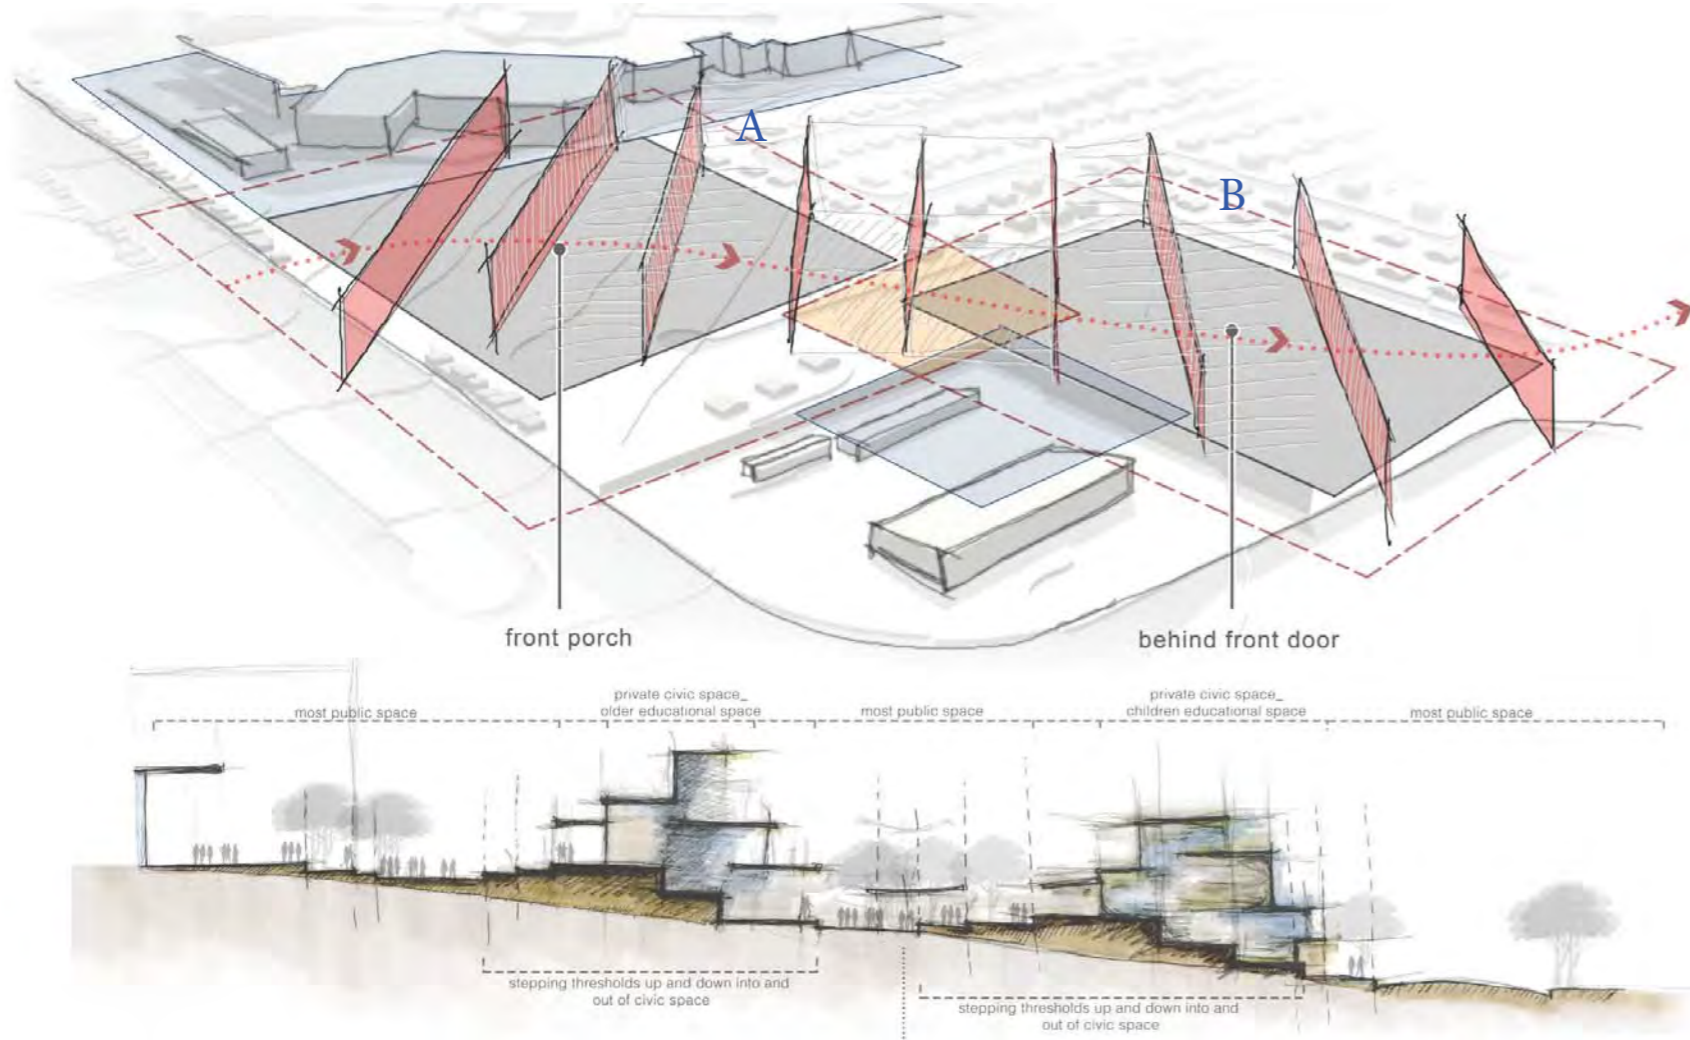 A
B
front porch
behind front door
private civic space_
older educational space
private civic space_
children educational space
most public space
most public space
most public space
stepping thresholds up and down into and
out of civic space
stepping thresholds up and down into and
out of civic space